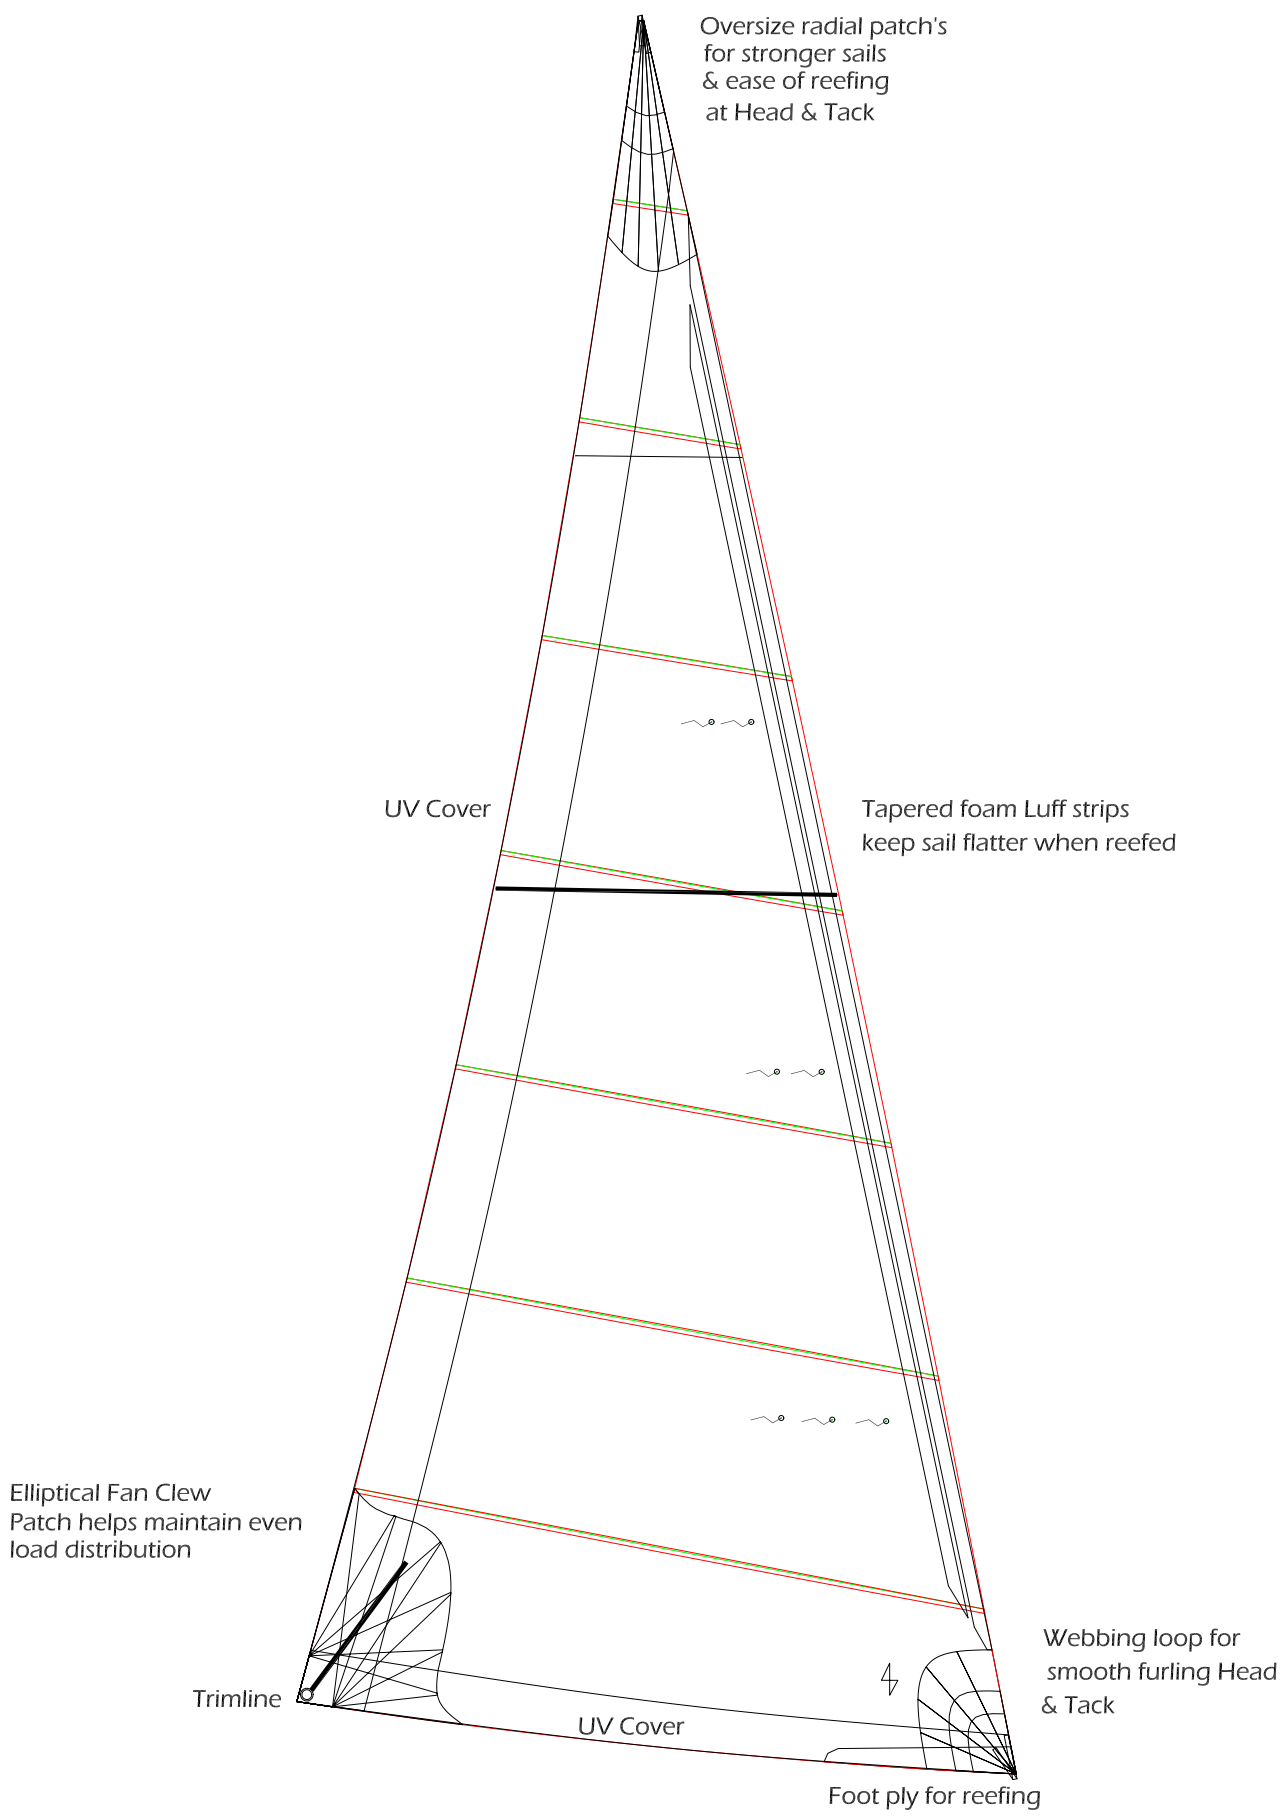 Oversize radial patch's
for stronger sails
& ease of reefing
at Head & Tack
UV Cover
Tapered foam Luff strips
keep sail flatter when reefed
Elliptical Fan Clew
Patch helps maintain even
load distribution
Webbing loop for
smooth furling Head
& Tack
Trimline
UV Cover
Foot ply for reefing